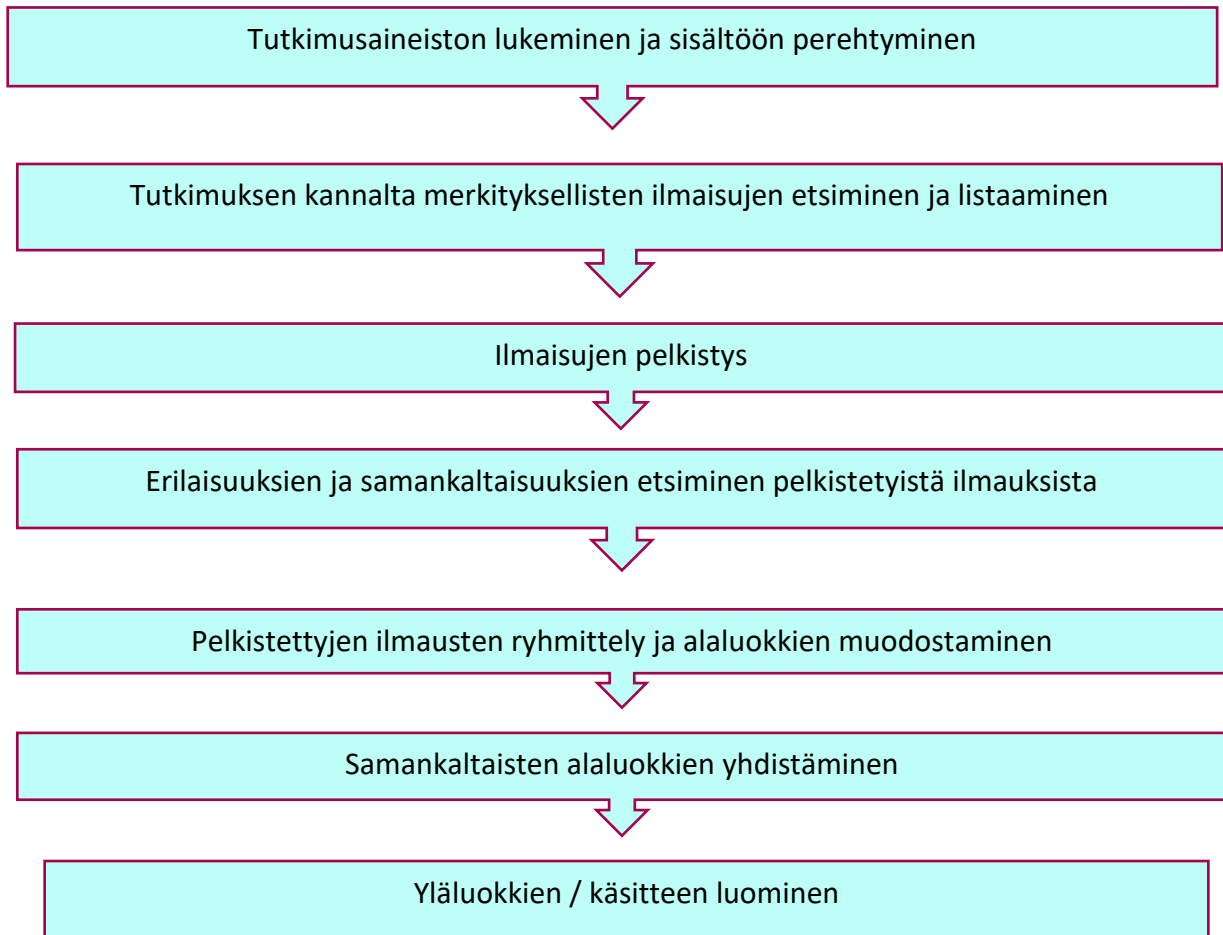 Tutkimusaineiston lukeminen ja sisältöön perehtyminen
Tutkimuksen kannalta merkityksellisten ilmaisujen etsiminen ja listaaminen
Ilmaisujen pelkistys
Erilaisuuksien ja samankaltaisuuksien etsiminen pelkistetyistä ilmauksista
Pelkistettyjen ilmausten ryhmittely ja alaluokkien muodostaminen
Samankaltaisten alaluokkien yhdistäminen
Yläluokkien / käsitteen luominen